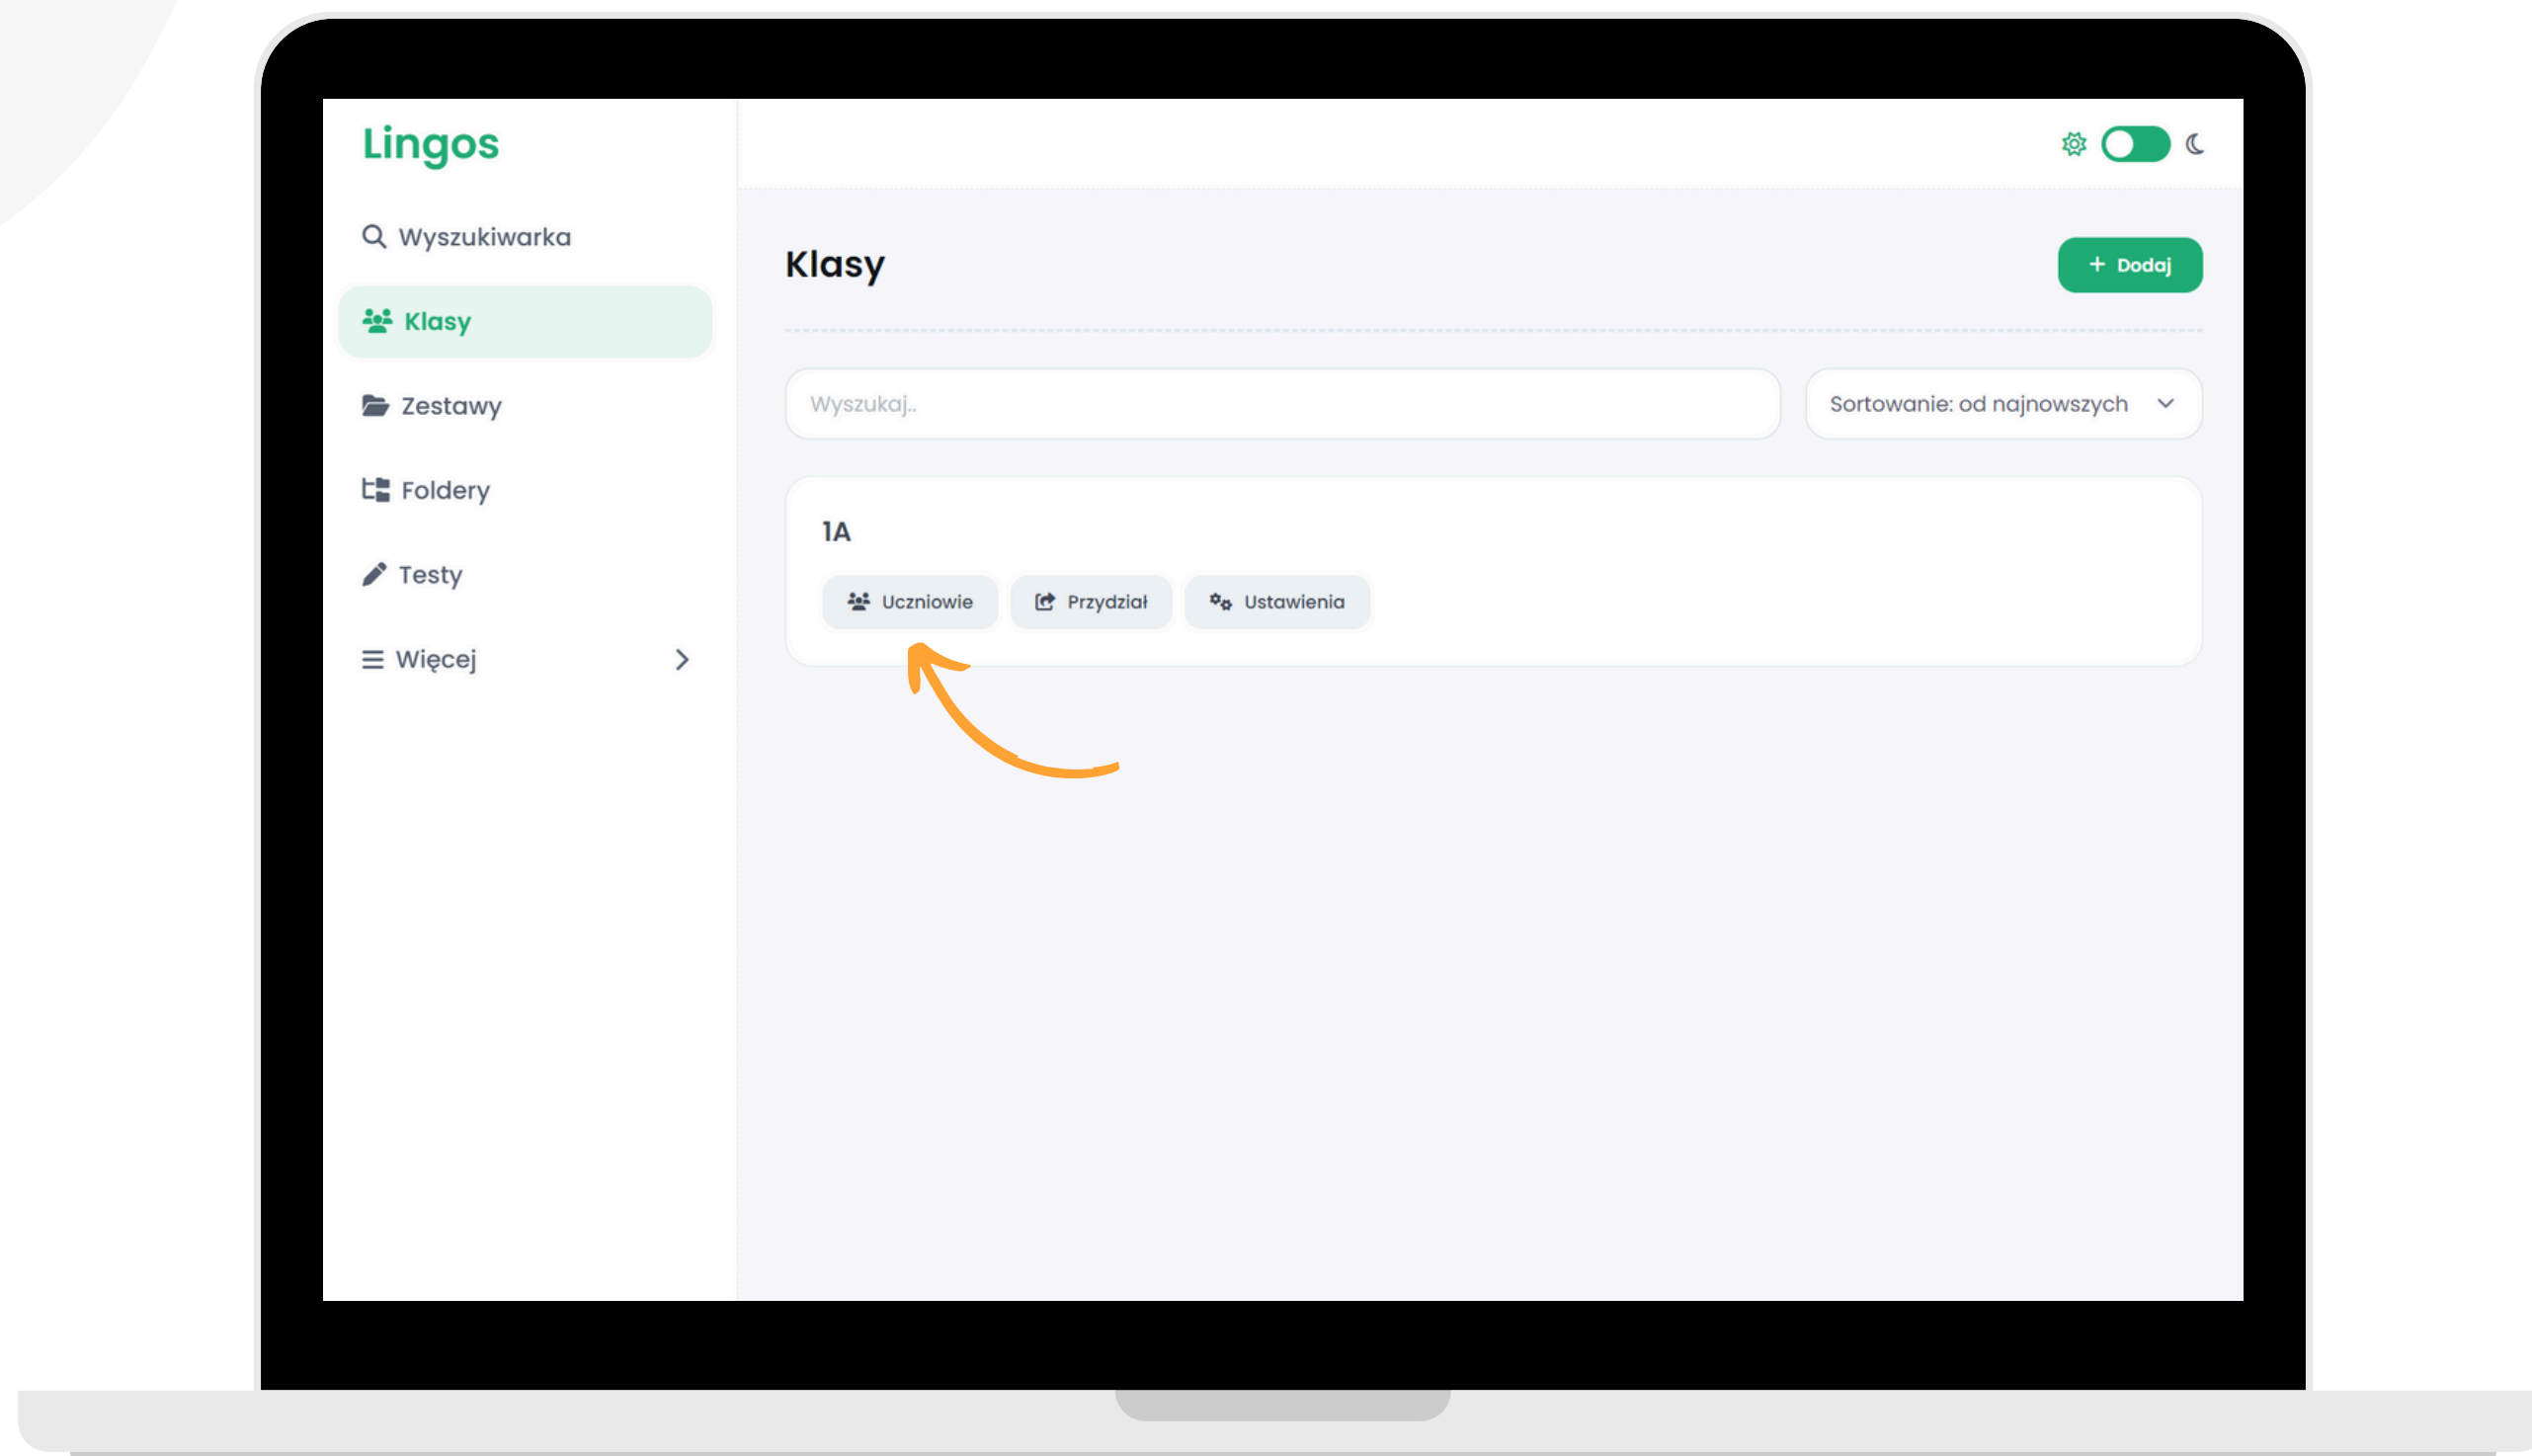 Lingos
Wyszukiwarka
Klasy
Zestawy
Foldery
Testy
Więcej
Klasy
+ Dodaj
Wyszukaj..
Sortowanie: od najnowszych
1A
Uczniowie
Przydział
Ustawienia